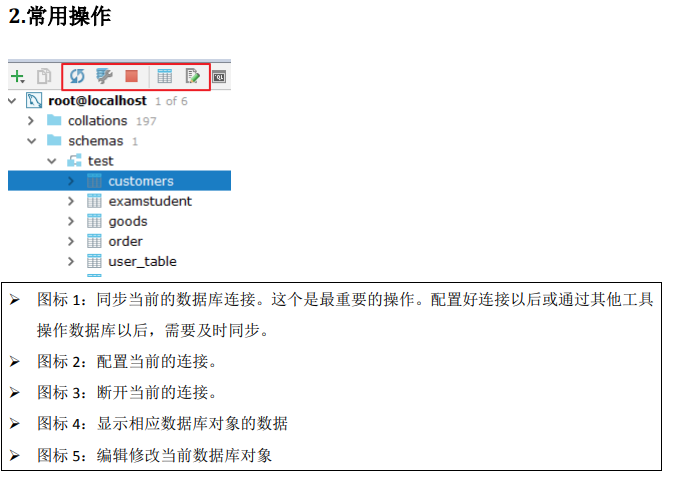 2.常用操作
root@localhost 1 of 6
collations 197
schemas 1
test
customers
examstudent
goods
order
user_table
➢ 图标 1：同步当前的数据库连接。这个是最重要的操作。配置好连接以后或通过其他工具
操作数据库以后，需要及时同步。
➢ 图标 2：配置当前的连接。
➢ 图标 3：断开当前的连接。
➢ 图标 4：显示相应数据库对象的数据
➢ 图标 5：编辑修改当前数据库对象